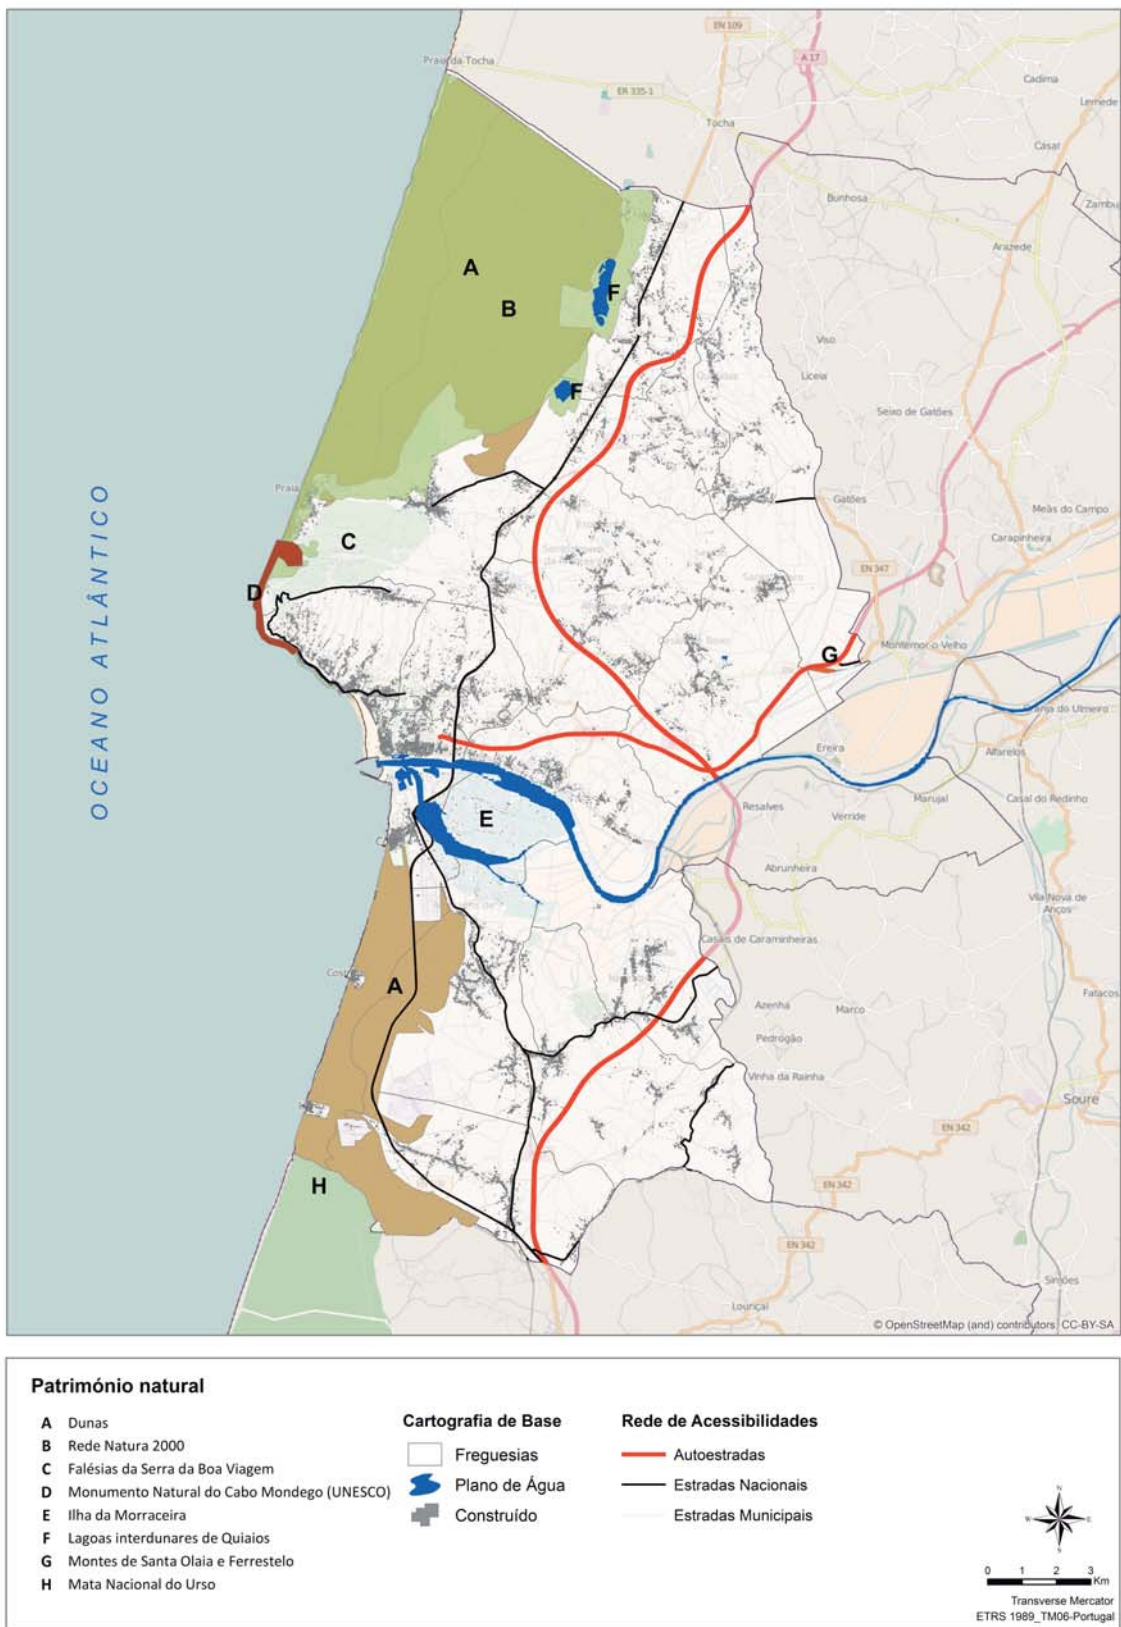 EN 109
A 17
Praia da Tocha
ER 335-1
Cadima
Lemede
Tocha
Casal
Bunhosa
Arazede
A
B
F
Viso
Liceia
F
Seixo de Gatões
Praia
Gatões
Meãs do Campo
Carapinheira
C
EN 347
D
OCEANO ATLÂNTICO
G
Montemor-o-Velho
Ereira
Alfarelos
Resalves
Marujal
Casal do Redinho
Verride
E
Abrunheira
Vila Nova de
Anços
Casais de Caraminheiras
A
Azenha
Marco
Fatacos
Pedrógão
Vinha da Rainha
Soure
EN 342
H
EN 342
EN 342
Simões
Louriçal
© OpenStreetMap (and) contributors, CC-BY-SA
Património natural
A Dunas
B Rede Natura 2000
C Falésias da Serra da Boa Viagem
D Monumento Natural do Cabo Mondego (UNESCO)
E Ilha da Morraceira
F Lagoas interdunares de Quiaios
G Montes de Santa Olaia e Ferrestelo
H Mata Nacional do Urso
Cartografia de Base
Freguesias
Plano de Água
Construído
Rede de Acessibilidades
Autoestradas
Estradas Nacionais
Estradas Municipais
N
W
E
S
0 1 2 3
Km
Transverse Mercator
ETRS 1989_TM06-Portugal